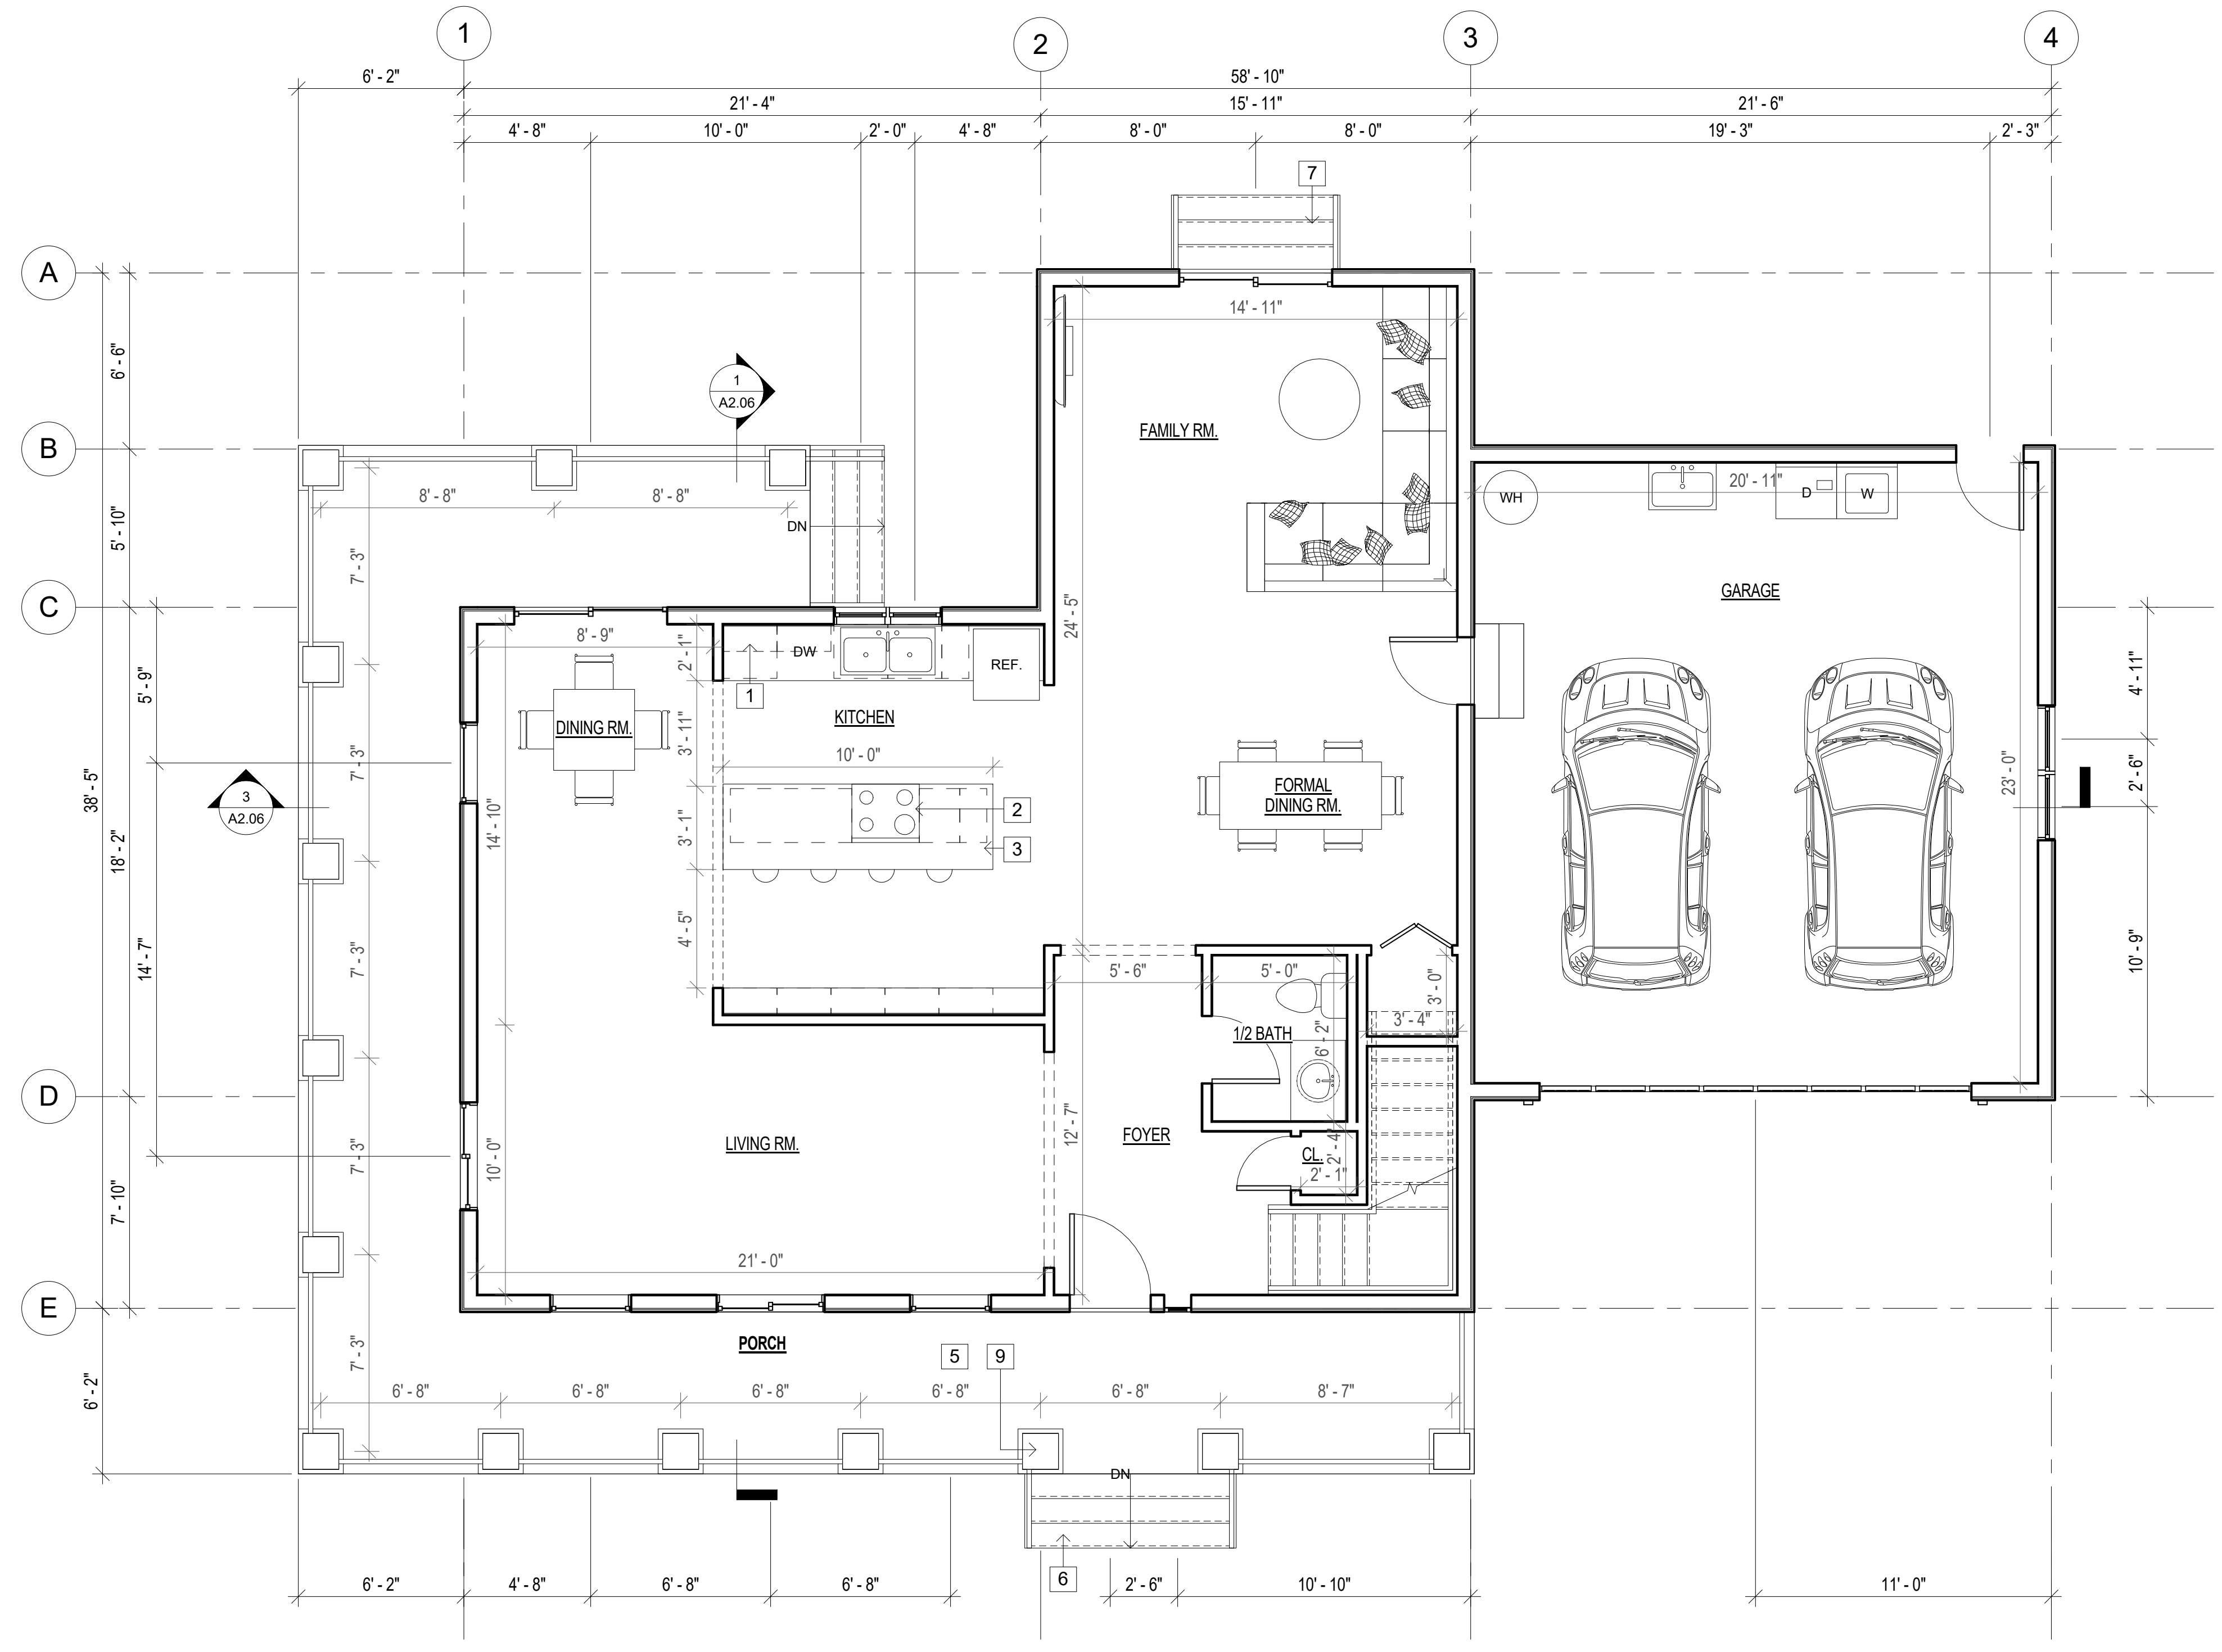 1
2
3
4
6' - 2"
58' - 10"
21' - 4"
15' - 11"
21' - 6"
4' - 8"
10' - 0"
2' - 0"
4' - 8"
8' - 0"
8' - 0"
19' - 3"
2' - 3"
7
A
14' - 11"
6' - 6"
1
A2.06
FAMILY RM.
B
8' - 8"
8' - 8"
20' - 11"
WH
D
W
5' - 10"
DN
7' - 3"
GARAGE
C
8' - 9"
2' - 1"
DW
REF.
24' - 5"
5' - 9"
1
4' - 11"
DINING RM.
KITCHEN
3' - 11"
10' - 0"
7' - 3"
38' - 5"
3
A2.06
FORMAL
DINING RM.
23' - 0"
2' - 6"
2
14' - 10"
3' - 1"
3
18' - 2"
4' - 5"
14' - 7"
7' - 3"
10' - 9"
5' - 6"
5' - 0"
3' - 0"
3' - 4"
1/2 BATH
6' - 2"
D
12' - 7"
FOYER
LIVING RM.
7' - 3"
10' - 0"
CL.
2' - 4"
2' - 1"
7' - 10"
21' - 0"
E
PORCH
5
9
7' - 3"
6' - 2"
6' - 8"
6' - 8"
6' - 8"
6' - 8"
6' - 8"
8' - 7"
DN
6
6' - 2"
4' - 8"
6' - 8"
6' - 8"
2' - 6"
10' - 10"
11' - 0"